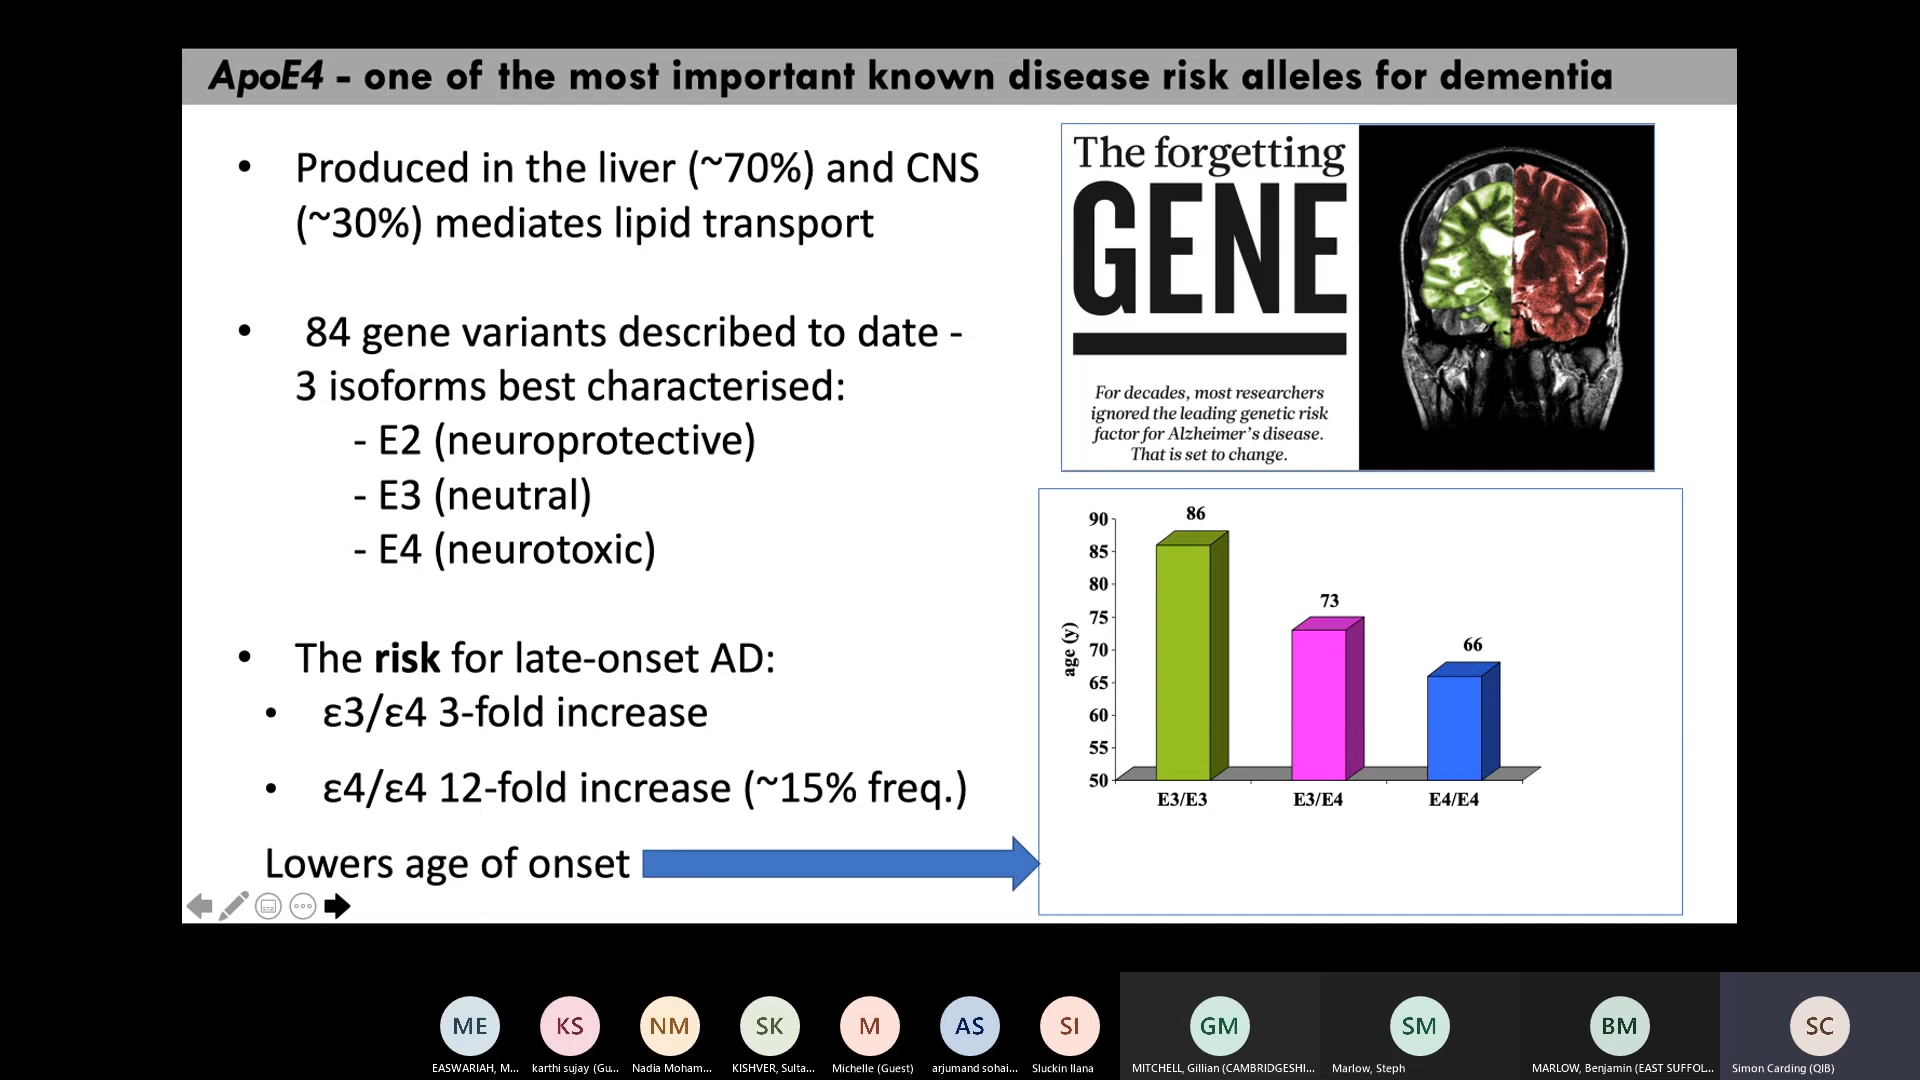 ApoE4 - one of the most important known disease risk alleles for dementia
• Produced in the liver (~70%) and CNS
(~30%) mediates lipid transport
• 84 gene variants described to date -
3 isoforms best characterised:
- E2 (neuroprotective)
- E3 (neutral)
- E4 (neurotoxic)
• The risk for late-onset AD:
• ε3/ε4 3-fold increase
• ε4/ε4 12-fold increase (~15% freq.)
Lowers age of onset
The forgetting
GENE
For decades, most researchers
ignored the leading genetic risk
factor for Alzheimer's disease.
That is set to change.
age (y)
90
85
80
75
70
65
60
55
50
86
73
66
E3/E3 E3/E4 E4/E4
ME KS NM SK M AS SI GM SM BM SC
EASWARIAH, M... karthi sujay (Gu... Nadia Moham... KISHVER, Sulta... Michelle (Guest) arjumand sohai... Sluckin Ilana MITCHELL, Gillian (CAMBRIDGESHI... Marlow, Steph MARLOW, Benjamin (EAST SUFFOL... Simon Carding (QIB)